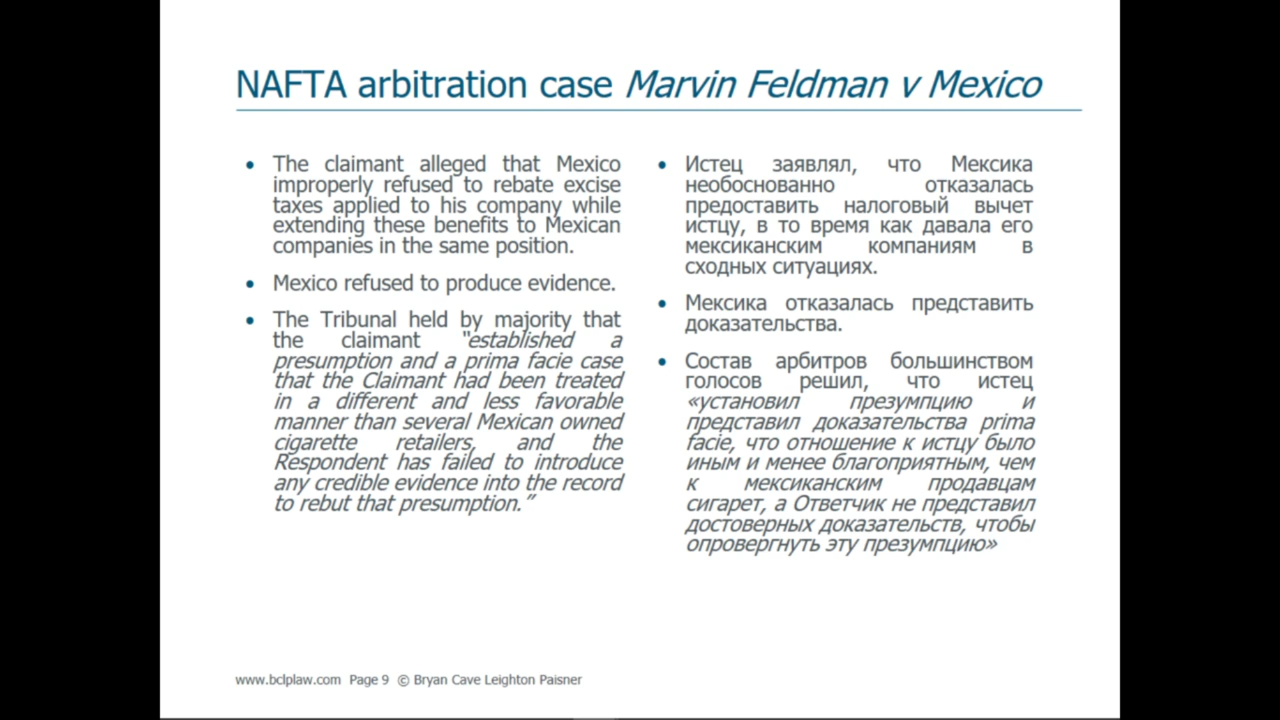 NAFTA arbitration case Marvin Feldman v Mexico
• The claimant alleged that Mexico
improperly refused to rebate excise
taxes applied to his company while
extending these benefits to Mexican
companies in the same position.
• Mexico refused to produce evidence.
• The Tribunal held by majority that
the claimant “established a
presumption and a prima facie case
that the Claimant had been treated
in a different and less favorable
manner than several Mexican owned
cigarette retailers, and the
Respondent has failed to introduce
any credible evidence into the record
to rebut that presumption.”
• Истец заявлял, что Мексика
необоснованно отказалась
предоставить налоговый вычет
истцу, в то время как давала его
мексиканским компаниям в
сходных ситуациях.
• Мексика отказалась представить
доказательства.
• Состав арбитров большинством
голосов решил, что истец
«установил презумпцию и
представил доказательства prima
facie, что отношение к истцу было
иным и менее благоприятным, чем
к мексиканским продавцам
сигарет, а Ответчик не представил
достоверных доказательств, чтобы
опровергнуть эту презумпцию»
www.bclplaw.com Page 9 © Bryan Cave Leighton Paisner